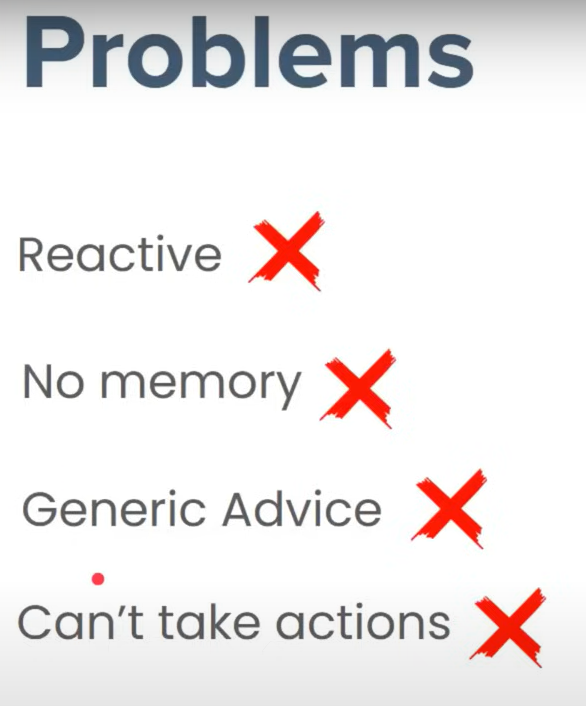 Problems
Reactive
No memory
Generic Advice
Can't take actions